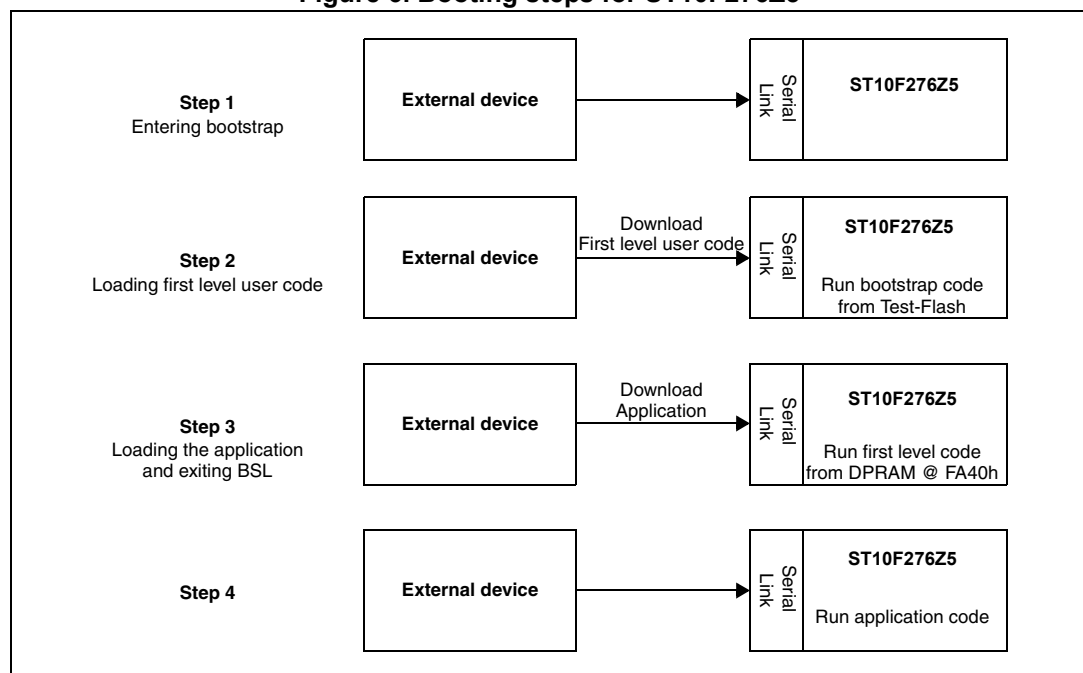 Step 1
Entering bootstrap
External device
Serial
Link
ST10F276Z5
Step 2
Loading first level user code
External device
Download
First level user code
Serial
Link
ST10F276Z5
Run bootstrap code
from Test-Flash
Step 3
Loading the application
and exiting BSL
External device
Download
Application
Serial
Link
ST10F276Z5
Run first level code
from DPRAM @ FA40h
Step 4
External device
Serial
Link
ST10F276Z5
Run application code